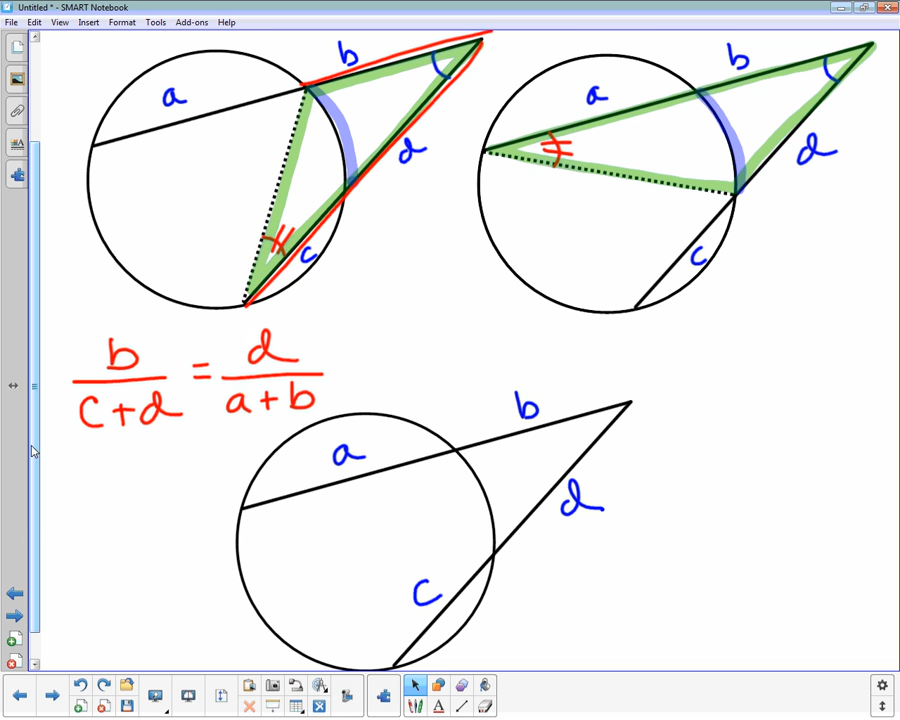 Untitled * - SMART Notebook
File Edit View Insert Format Tools Add-ons Help
a b c d
a b c d
b / c+d = d / a+b
a b c d